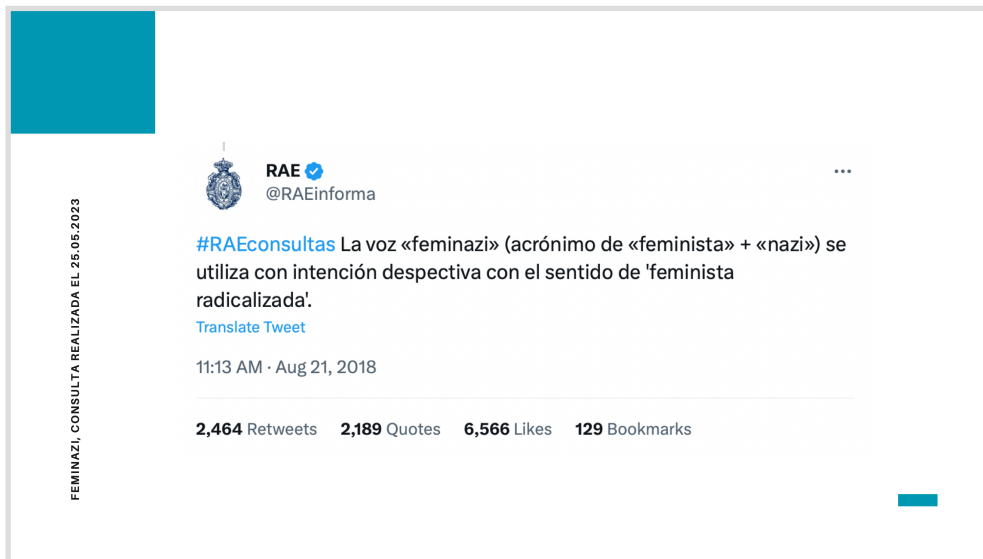 FEMINAZI, CONSULTA REALIZADA EL 25.05.2023
RAE
@RAEinforma
#RAEconsultas La voz «feminazi» (acrónimo de «feminista» + «nazi») se
utiliza con intención despectiva con el sentido de 'feminista
radicalizada'.
Translate Tweet
11:13 AM · Aug 21, 2018
2,464 Retweets 2,189 Quotes 6,566 Likes 129 Bookmarks